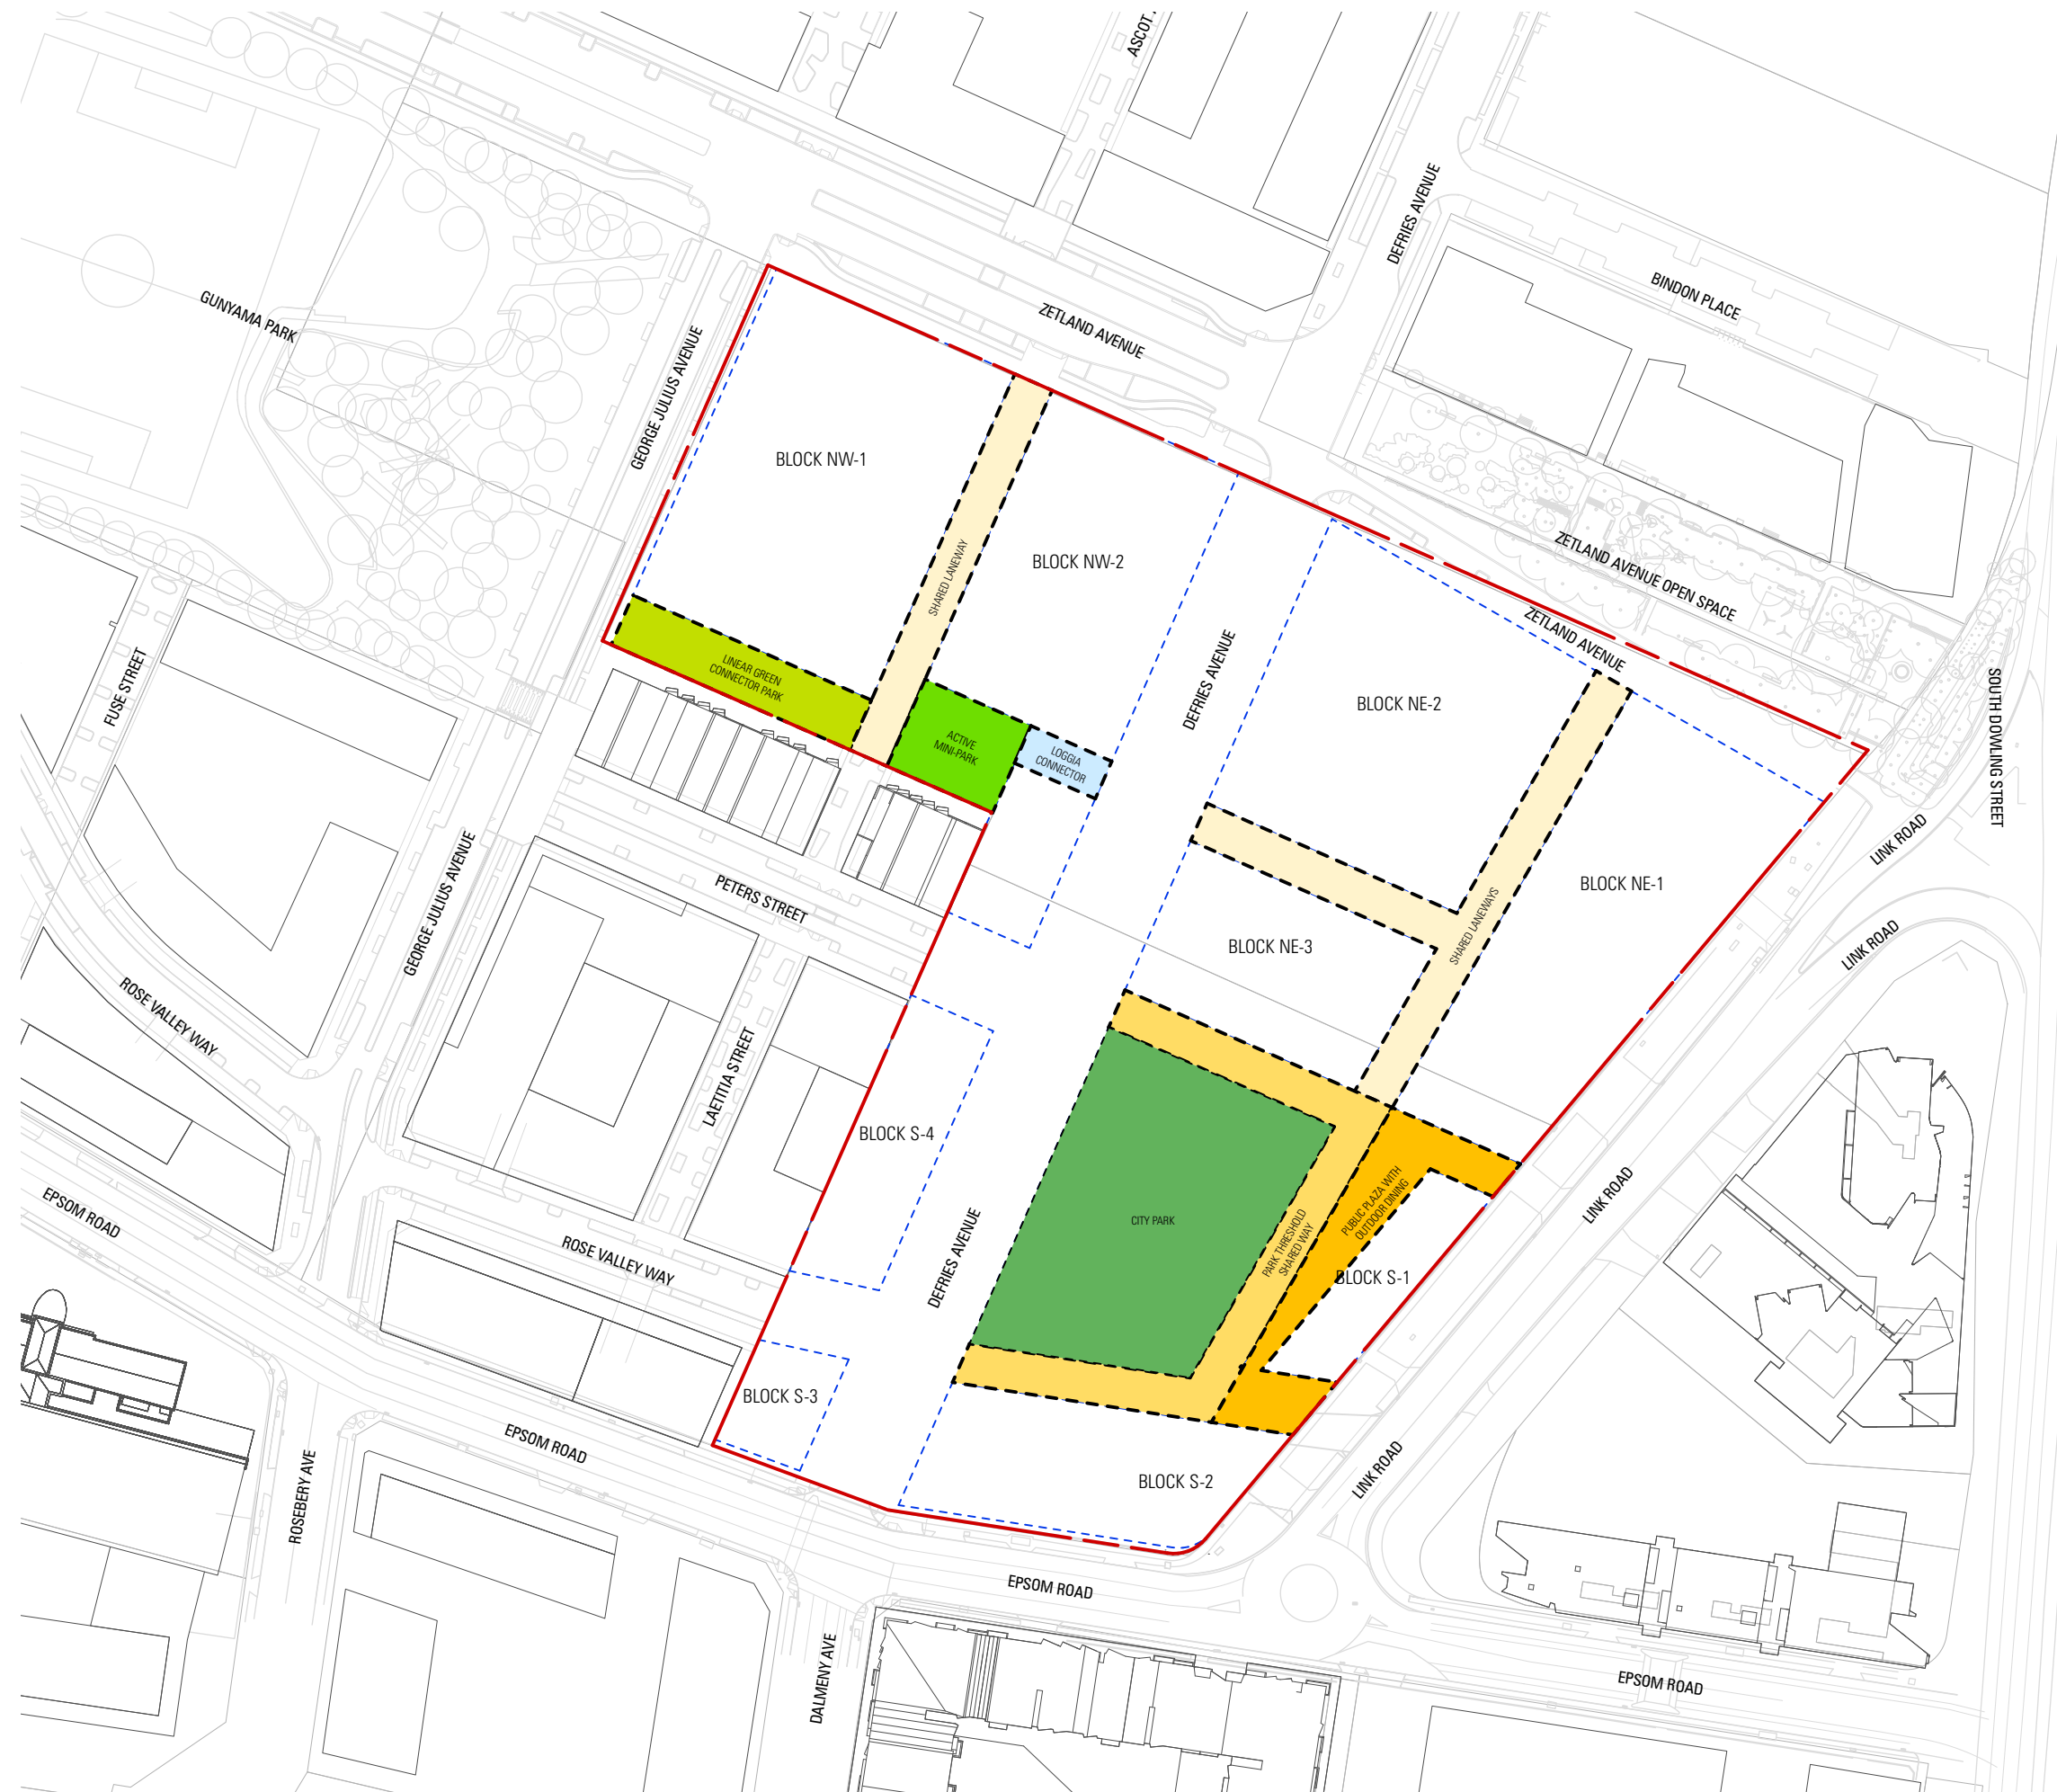 ASCOT
DEFRIES AVENUE
BINDON PLACE
GUNYAMA PARK
ZETLAND AVENUE
GEORGE JULIUS AVENUE
BLOCK NW-1
BLOCK NW-2
SHARED LANEWAY
ZETLAND AVENUE OPEN SPACE
ZETLAND AVENUE
FUSE STREET
LINEAR GREEN
CONNECTOR PARK
DEFRIES AVENUE
BLOCK NE-2
SOUTH DOWLING STREET
ACTIVE
MINI-PARK
LOGGIA
CONNECTOR
LINK ROAD
GEORGE JULIUS AVENUE
PETERS STREET
BLOCK NE-1
SHARED LANEWAYS
BLOCK NE-3
LINK ROAD
ROSE VALLEY WAY
LAETITIA STREET
BLOCK S-4
EPSOM ROAD
CITY PARK
PUBLIC PLAZA WITH
OUTDOOR DINING
PARK THRESHOLD
SHARED WAY
LINK ROAD
ROSE VALLEY WAY
DEFRIES AVENUE
BLOCK S-1
BLOCK S-3
EPSOM ROAD
ROSEBERY AVE
BLOCK S-2
LINK ROAD
EPSOM ROAD
DALMENY AVE
EPSOM ROAD